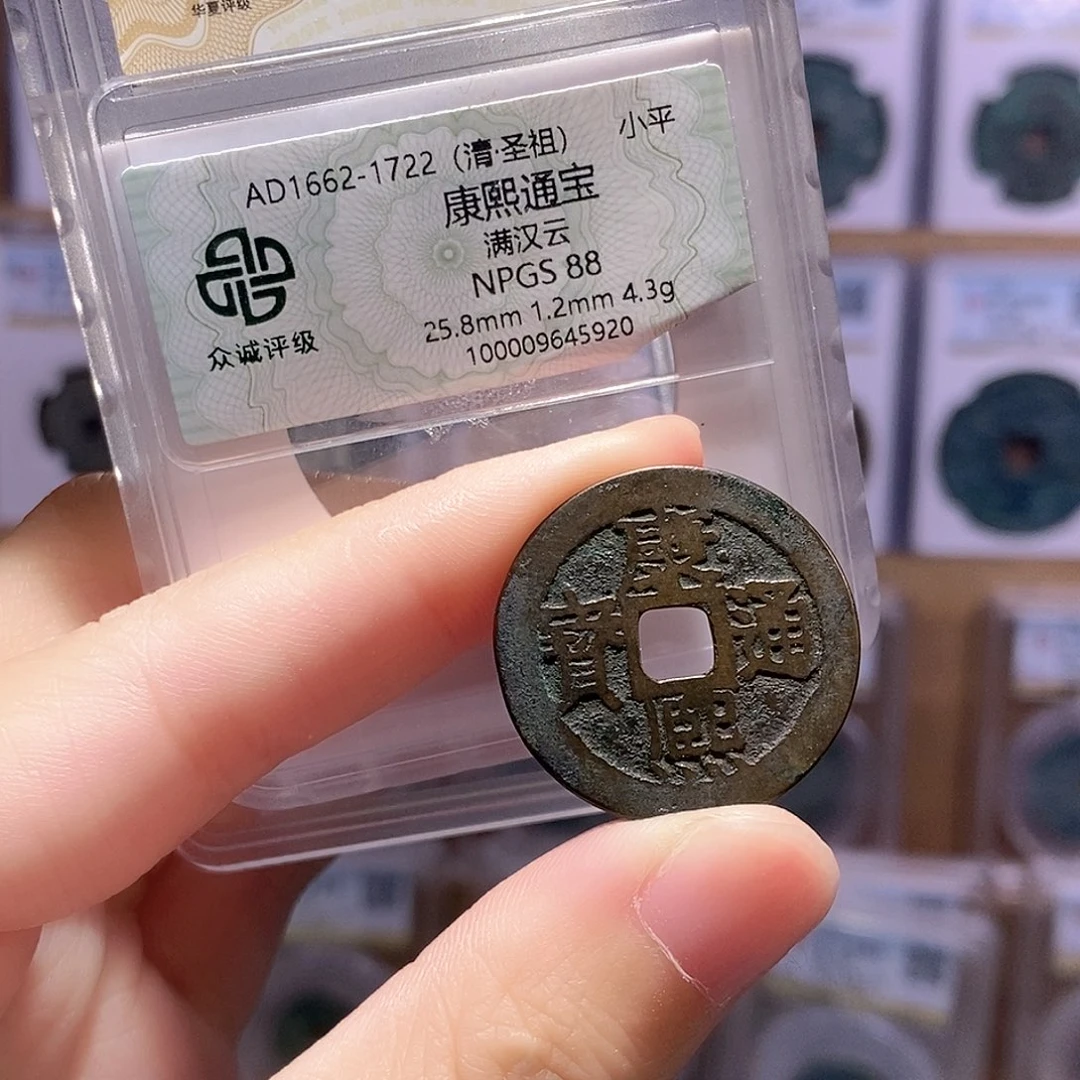 华夏评级
AD1662-1722 (清·圣祖) 小平
康熙通宝
满汉云
NPGS 88
25.8mm 1.2mm 4.3g
100009645920
众诚评级
康熙通寳